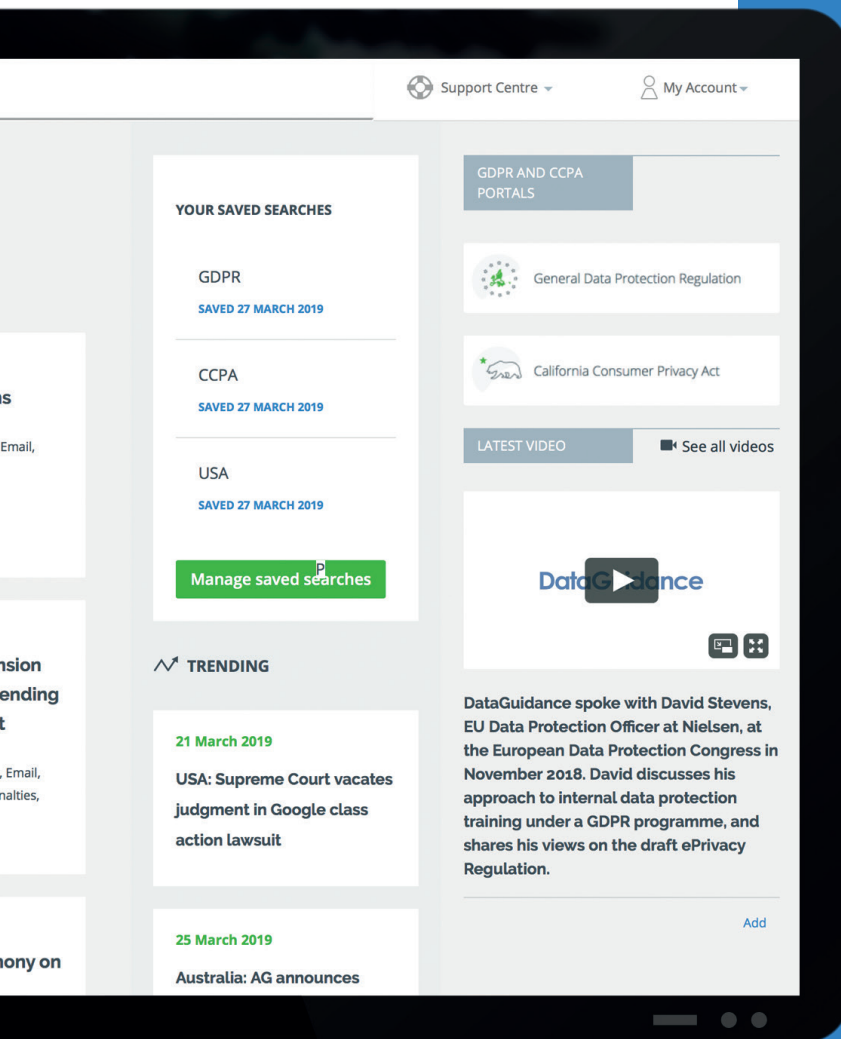 Support Centre
My Account
GDPR AND CCPA
PORTALS
YOUR SAVED SEARCHES
GDPR
SAVED 27 MARCH 2019
CCPA
SAVED 27 MARCH 2019
USA
SAVED 27 MARCH 2019
Manage saved searches
P
General Data Protection Regulation
California Consumer Privacy Act
LATEST VIDEO
See all videos
DataGuidance
DataGuidance spoke with David Stevens,
EU Data Protection Officer at Nielsen, at
the European Data Protection Congress in
November 2018. David discusses his
approach to internal data protection
training under a GDPR programme, and
shares his views on the draft ePrivacy
Regulation.
Add
TRENDING
21 March 2019
USA: Supreme Court vacates
judgment in Google class
action lawsuit
25 March 2019
Australia: AG announces
Email,
ending
, Email,
on